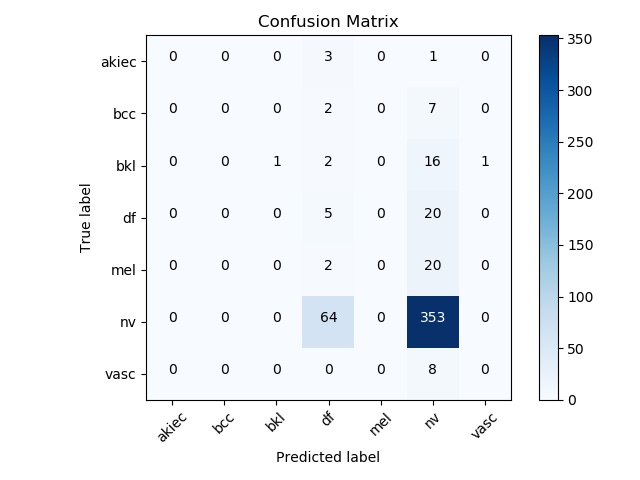 Confusion Matrix
akiec 0 0 0 3 0 1 0
bcc 0 0 0 2 0 7 0
bkl 0 0 1 2 0 16 1
df 0 0 0 5 0 20 0
mel 0 0 0 2 0 20 0
nv 0 0 0 64 0 353 0
vasc 0 0 0 0 0 8 0
akiec bcc bkl df mel nv vasc
Predicted label
True label
350
300
250
200
150
100
50
0